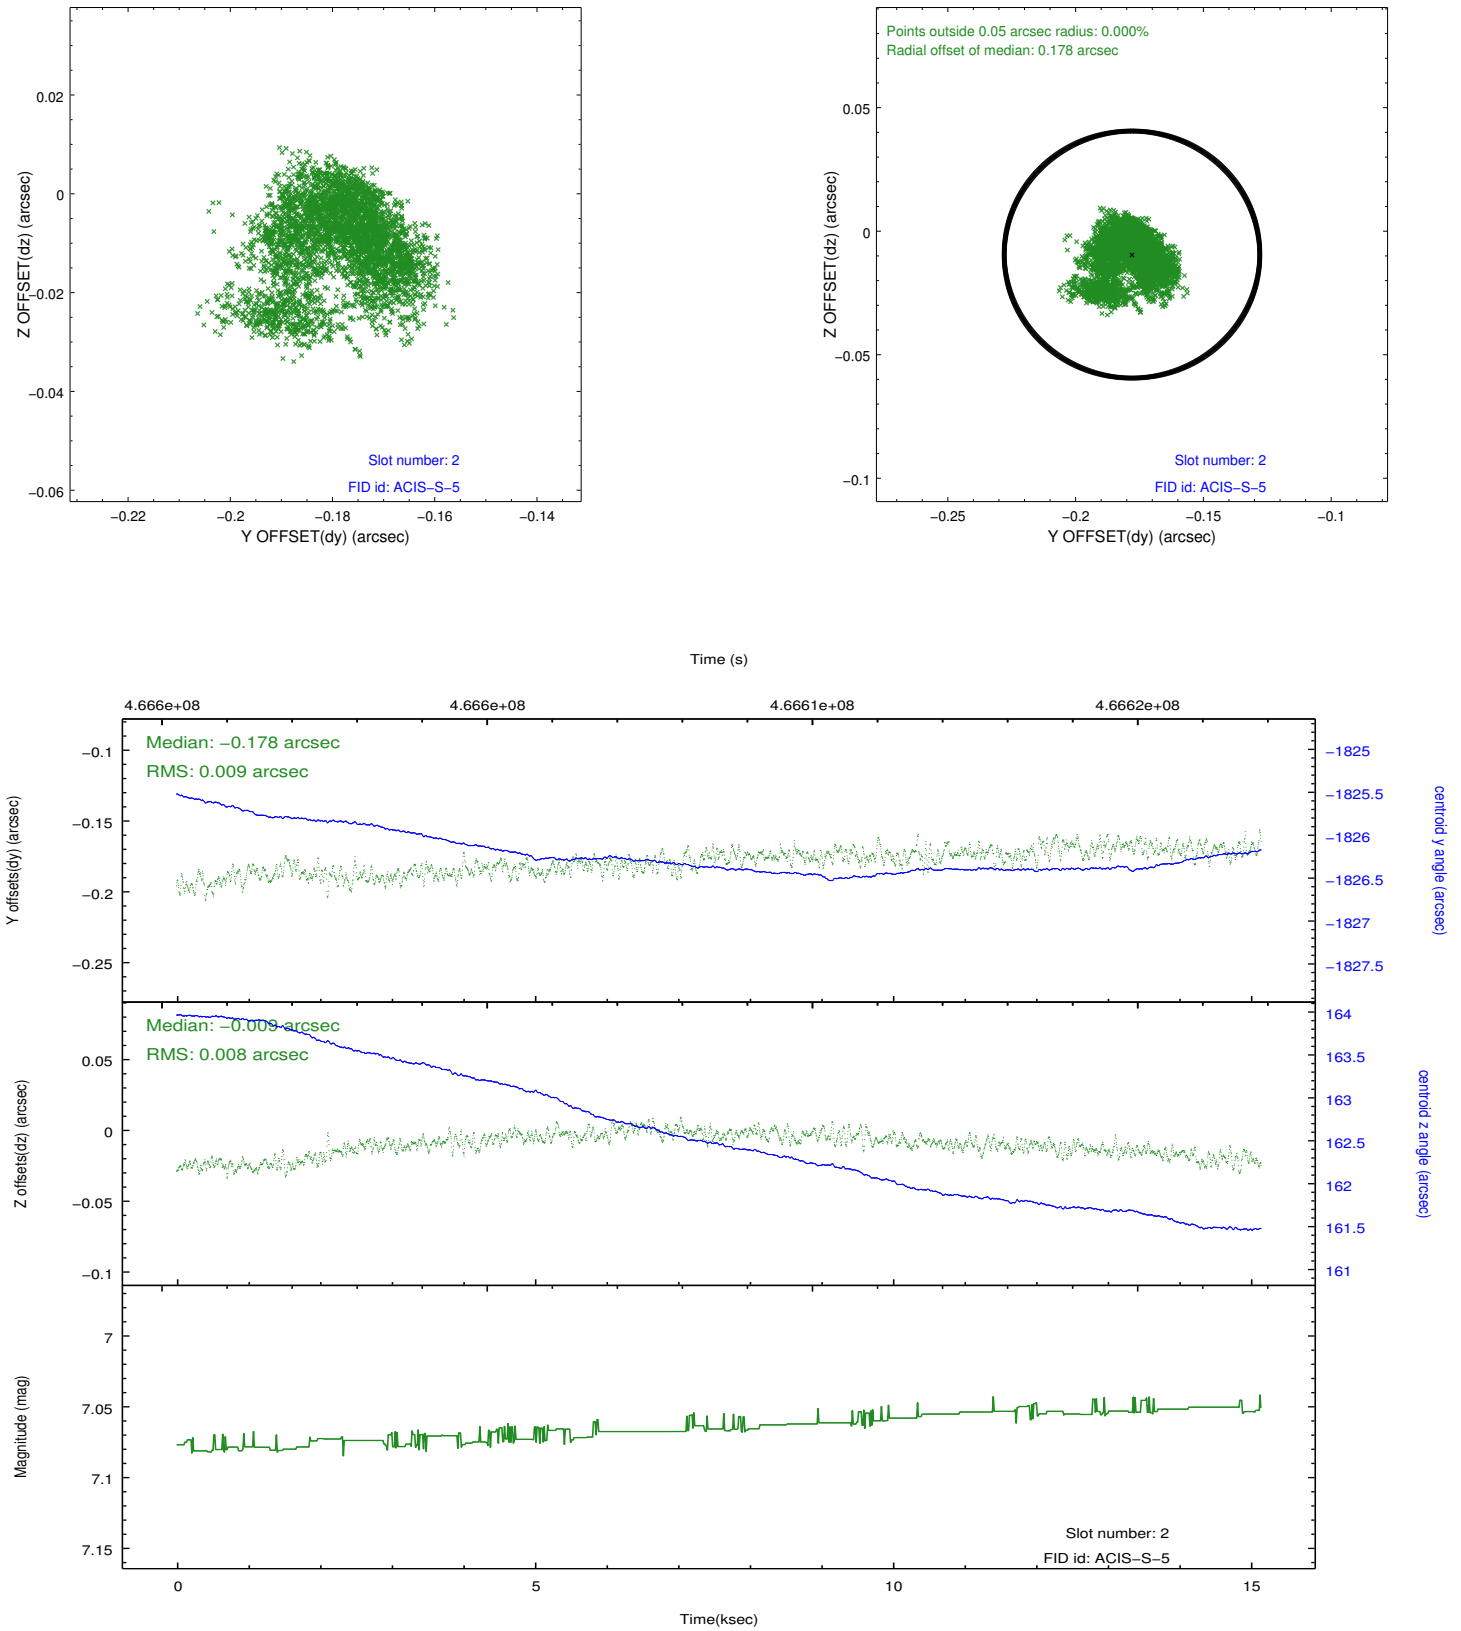 0.02
0
−0.02
−0.04
−0.06
Z OFFSET(dz) (arcsec)
Slot number: 2
FID id: ACIS−S−5
−0.22
−0.2
−0.18
−0.16
−0.14
Y OFFSET(dy) (arcsec)
Points outside 0.05 arcsec radius: 0.000%
Radial offset of median: 0.178 arcsec
0.05
0
−0.05
−0.1
Z OFFSET(dz) (arcsec)
Slot number: 2
FID id: ACIS−S−5
−0.25
−0.2
−0.15
−0.1
Y OFFSET(dy) (arcsec)
Time (s)
4.666e+08
4.666e+08
4.6661e+08
4.6662e+08
Median: −0.178 arcsec
RMS: 0.009 arcsec
−0.1
−0.15
−0.2
−0.25
Y offsets(dy) (arcsec)
−1825
−1825.5
−1826
−1826.5
−1827
−1827.5
centroid y angle (arcsec)
Median: −0.009 arcsec
RMS: 0.008 arcsec
0.05
0
−0.05
−0.1
Z offsets(dz) (arcsec)
164
163.5
163
162.5
162
161.5
161
centroid z angle (arcsec)
7
7.05
7.1
7.15
Magnitude (mag)
Slot number: 2
FID id: ACIS−S−5
0
5
10
15
Time(ksec)